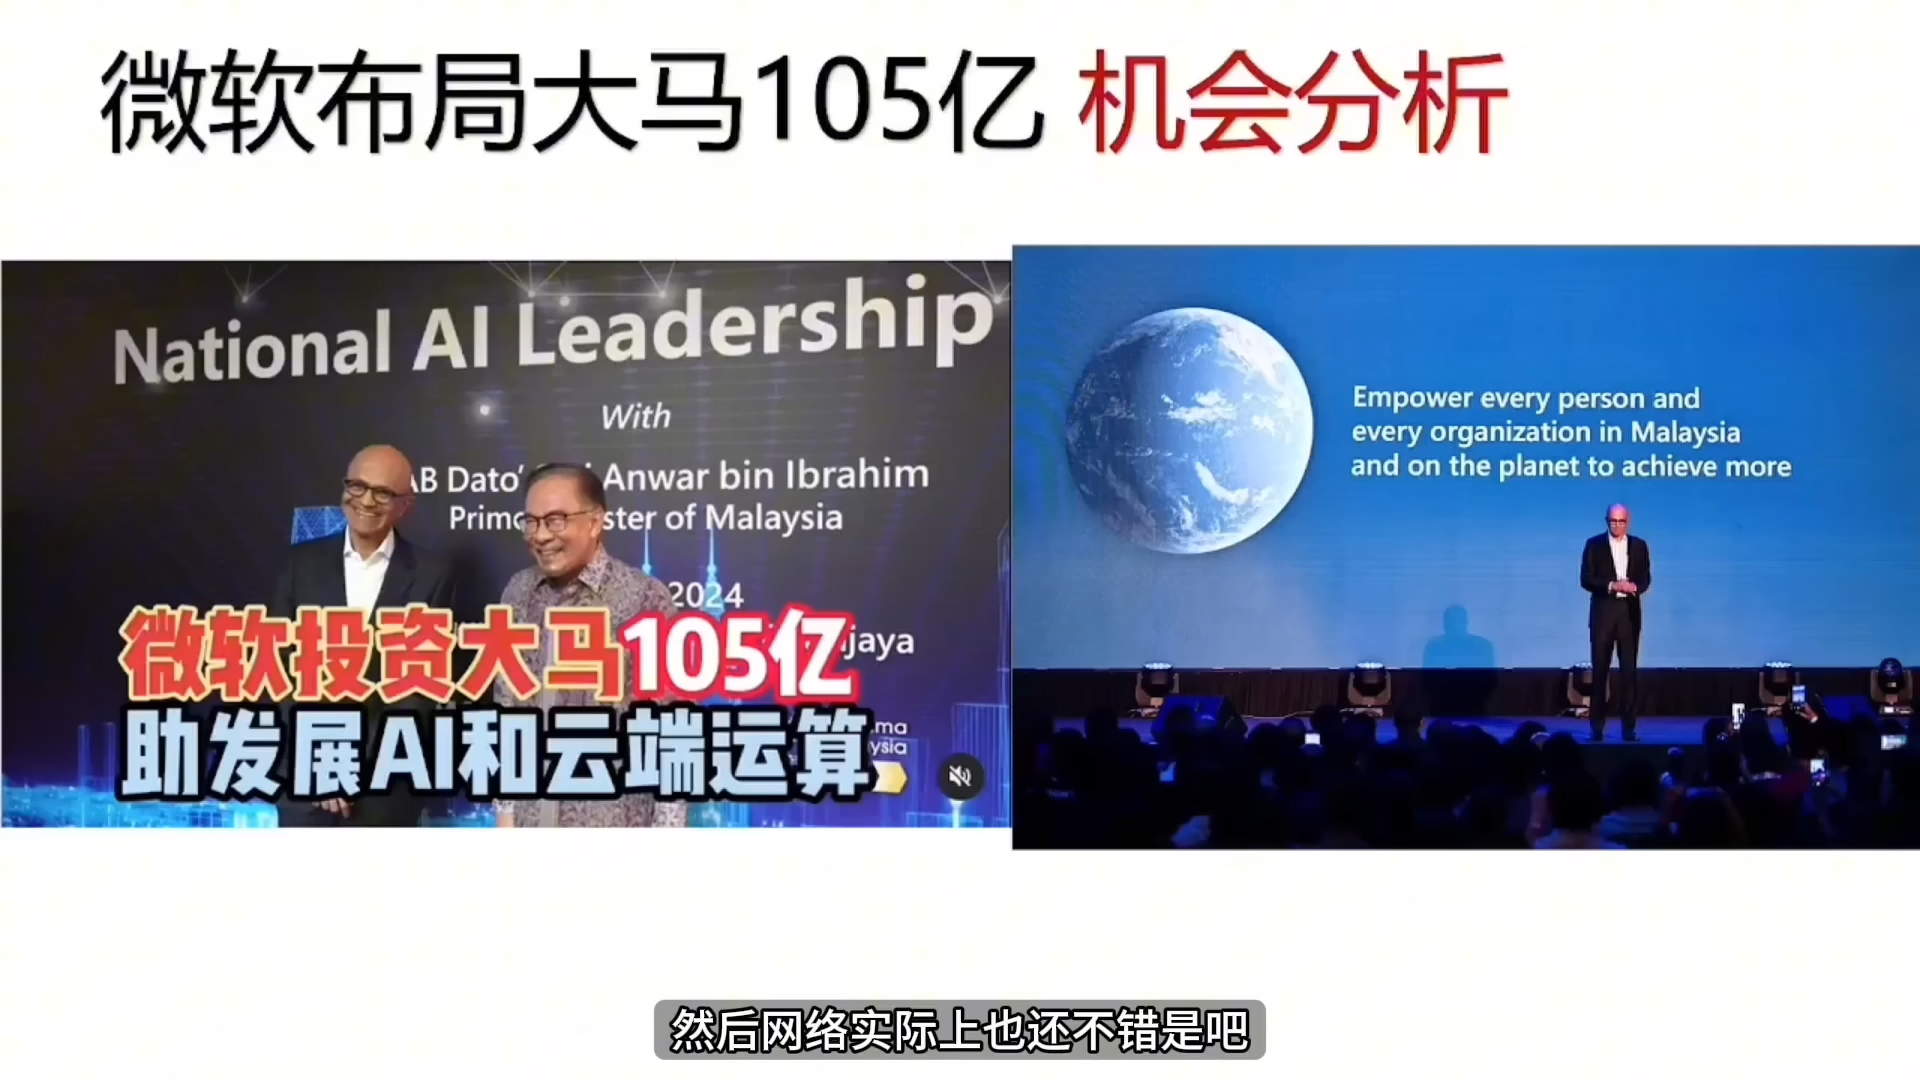 微软布局大马105亿 机会分析
National AI Leadership
With
AB Dato' Anwar bin Ibrahim
of Malaysia
2024
微软投资大马105亿
助发展AI和云端运算
Empower every person and
every organization in Malaysia
and on the planet to achieve more
然后网络实际上也还不错是吧